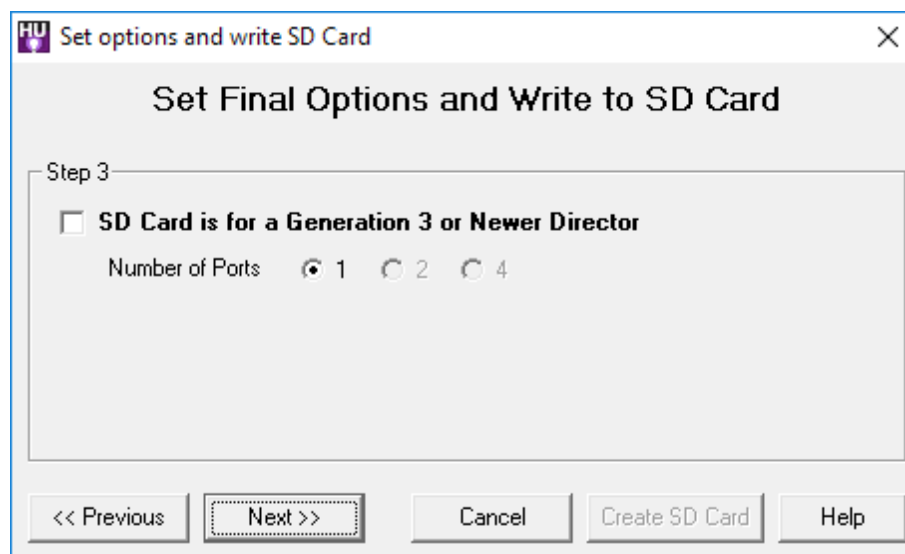 HU Set options and write SD Card
Set Final Options and Write to SD Card
Step 3
SD Card is for a Generation 3 or Newer Director
Number of Ports 1 2 4
<< Previous Next >> Cancel Create SD Card Help